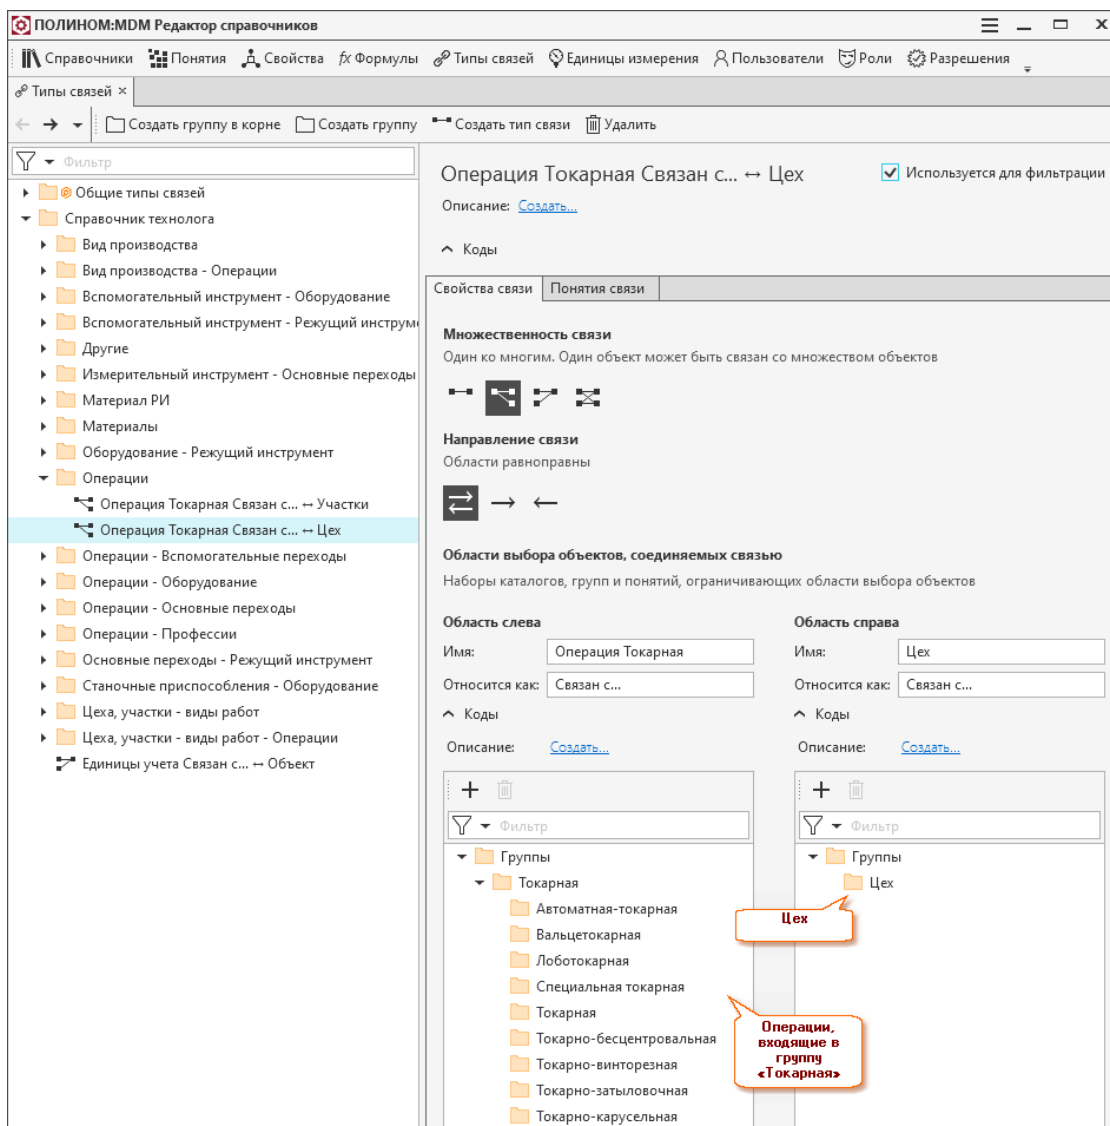 ПОЛИНОМ:MDM Редактор справочников
Справочники Понятия Свойства fx Формулы Типы связей Единицы измерения Пользователи Роли Разрешения
Типы связей ×
Создать группу в корне Создать группу Создать тип связи Удалить
Фильтр
Общие типы связей
Справочник технолога
Вид производства
Вид производства - Операции
Вспомогательный инструмент - Оборудование
Вспомогательный инструмент - Режущий инструм
Другие
Измерительный инструмент - Основные переходы
Материал РИ
Материалы
Оборудование - Режущий инструмент
Операции
Операция Токарная Связан с... ↔ Участки
Операция Токарная Связан с... ↔ Цех
Операции - Вспомогательные переходы
Операции - Оборудование
Операции - Основные переходы
Операции - Профессии
Основные переходы - Режущий инструмент
Станочные приспособления - Оборудование
Цеха, участки - виды работ
Цеха, участки - виды работ - Операции
Единицы учета Связан с... ↔ Объект
Операция Токарная Связан с... ↔ Цех
Используется для фильтрации
Описание: Создать...
Коды
Свойства связи Понятия связи
Множественность связи
Один ко многим. Один объект может быть связан со множеством объектов
Направление связи
Области равноправны
Области выбора объектов, соединяемых связью
Наборы каталогов, групп и понятий, ограничивающих области выбора объектов
Область слева
Имя: Операция Токарная
Относится как: Связан с...
Коды
Описание: Создать...
Фильтр
Группы
Токарная
Автоматная-токарная
Вальцетокарная
Лоботокарная
Специальная токарная
Токарная
Токарно-бесцентровальная
Токарно-винторезная
Токарно-затыловочная
Токарно-карусельная
Область справа
Имя: Цех
Относится как: Связан с...
Коды
Описание: Создать...
Фильтр
Группы
Цех
Цех
Операции,
входящие в
группу
«Токарная»